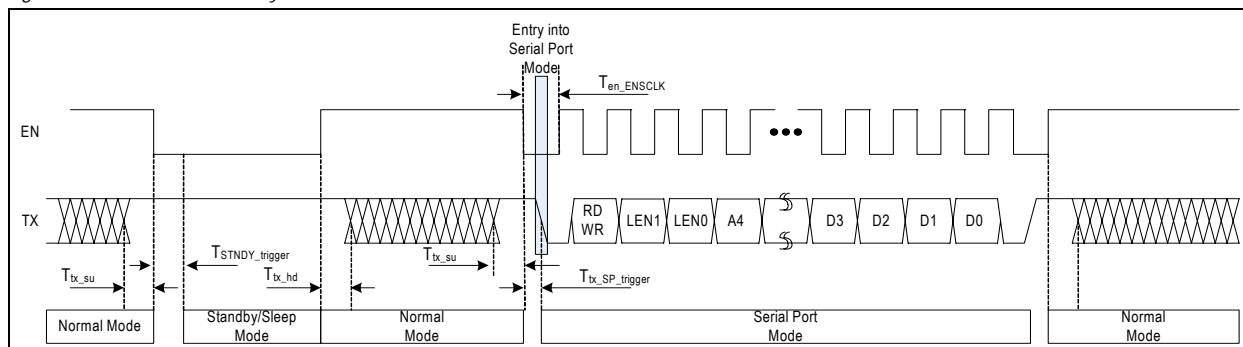 Entry into
Serial Port
Mode
Ten_ENSCLK
EN
TX
RD
WR
LEN1
LEN0
A4
D3
D2
D1
D0
TSTNDY_trigger
Ttx_su
Ttx_hd
Ttx_su
Ttx_SP_trigger
Normal Mode
Standby/Sleep
Mode
Normal
Mode
Serial Port
Mode
Normal
Mode